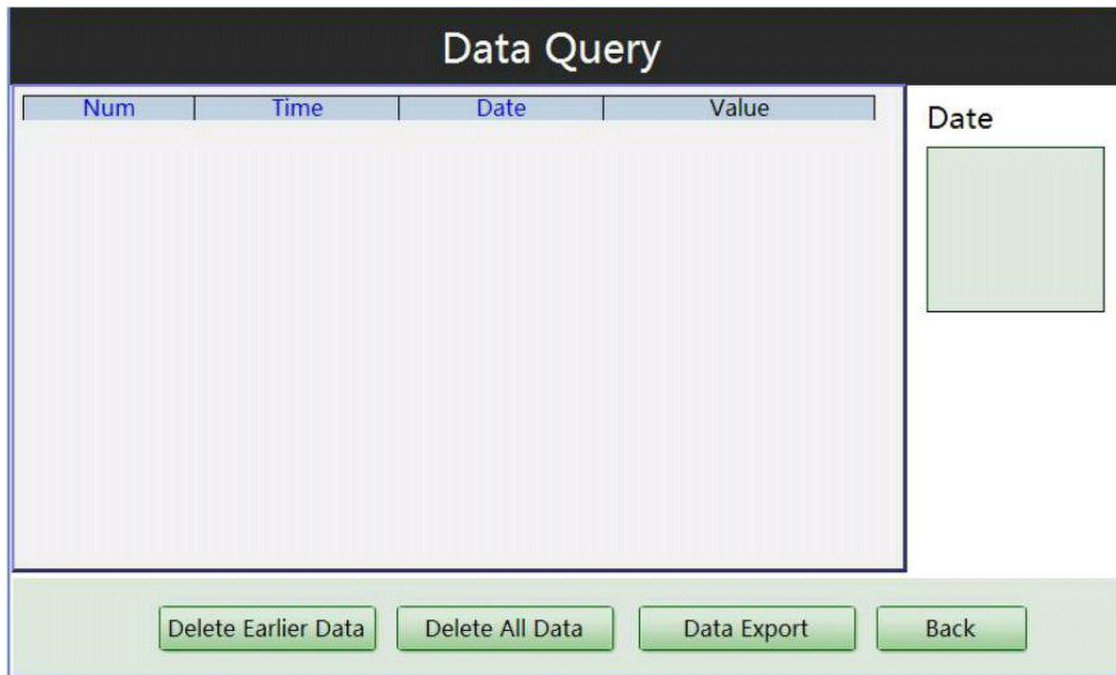 Data Query
Num Time Date Value
Date
Delete Earlier Data Delete All Data Data Export Back